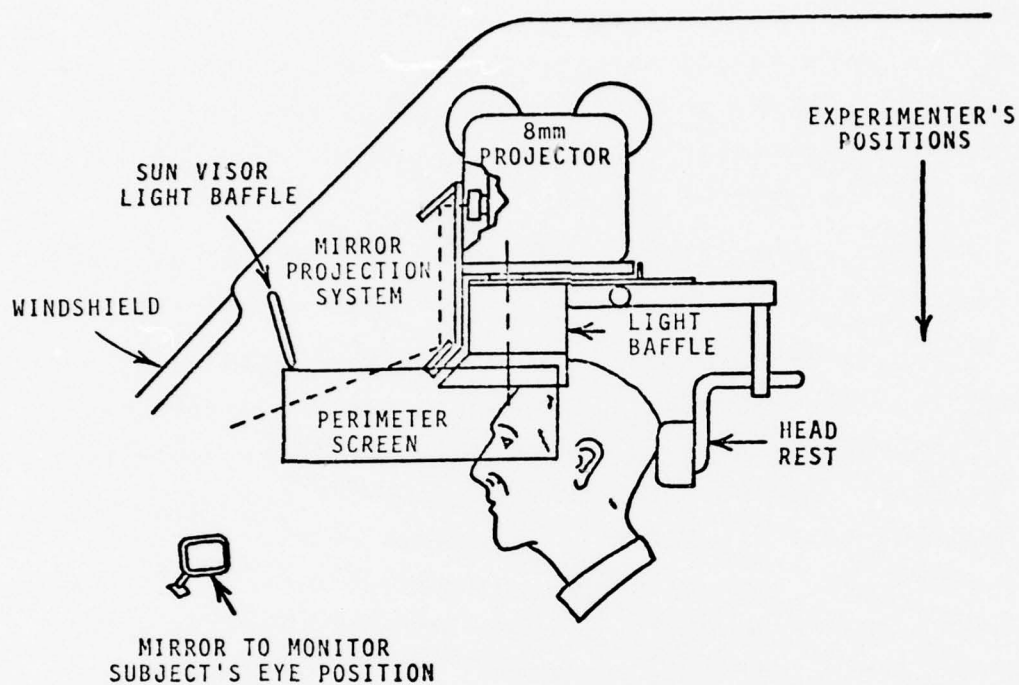 8mm
PROJECTOR
EXPERIMENTER'S
POSITIONS
SUN VISOR
LIGHT BAFFLE
MIRROR
PROJECTION
SYSTEM
WINDSHIELD
LIGHT
BAFFLE
PERIMETER
SCREEN
HEAD
REST
MIRROR TO MONITOR
SUBJECT'S EYE POSITION